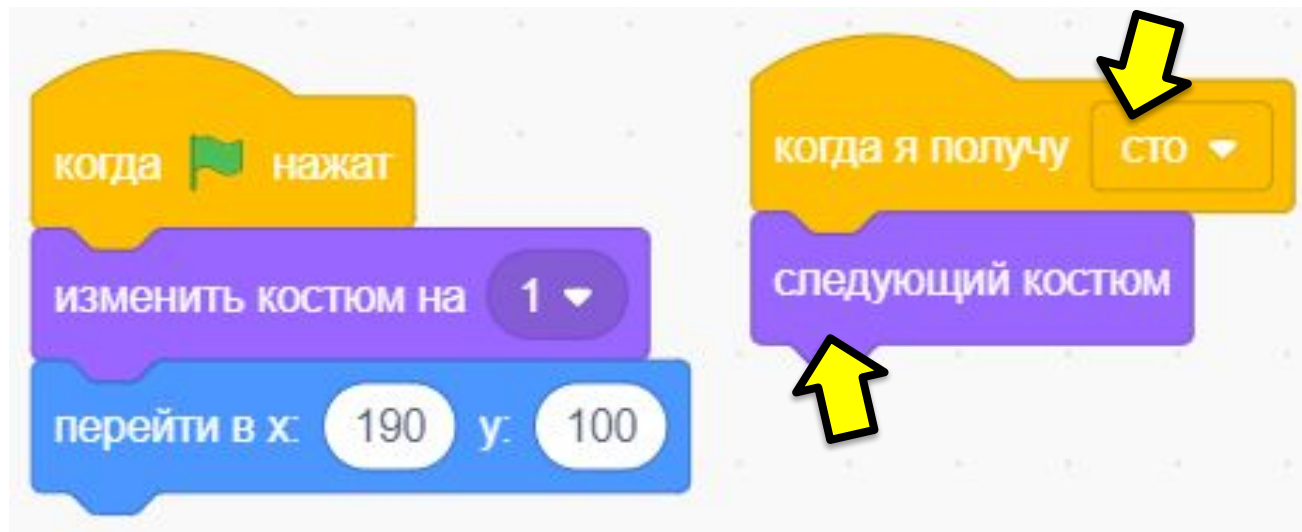 когда нажат
изменить костюм на 1
перейти в x: 190 y: 100
когда я получу сто
следующий костюм